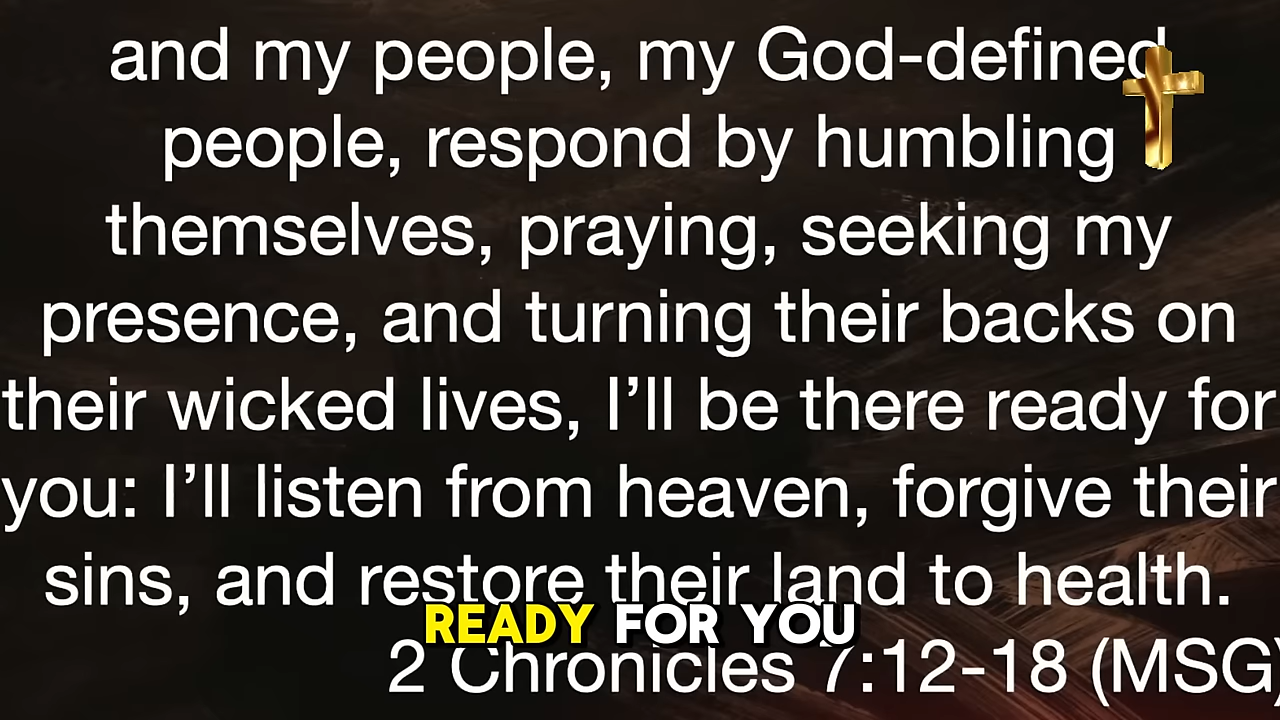 and my people, my God-defined
people, respond by humbling
themselves, praying, seeking my
presence, and turning their backs on
their wicked lives, I’ll be there ready for
you: I’ll listen from heaven, forgive their
sins, and restore their land to health.
READY FOR YOU
2 Chronicles 7:12-18 (MSG)